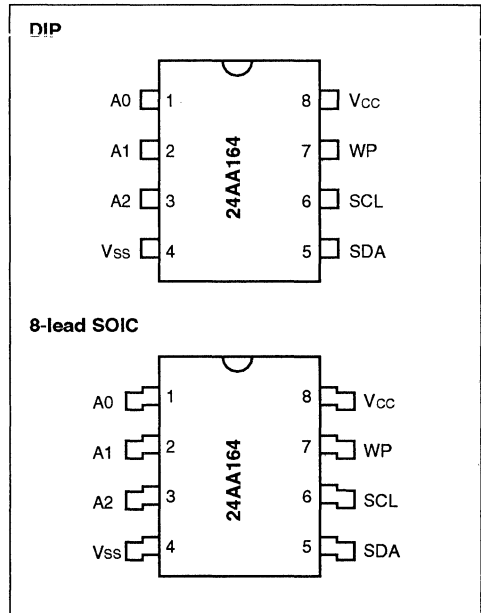 DIP
A0 1 8 VCC
A1 2 7 WP
A2 3 6 SCL
VSS 4 5 SDA
24AA164
8-lead SOIC
A0 1 8 VCC
A1 2 7 WP
A2 3 6 SCL
VSS 4 5 SDA
24AA164